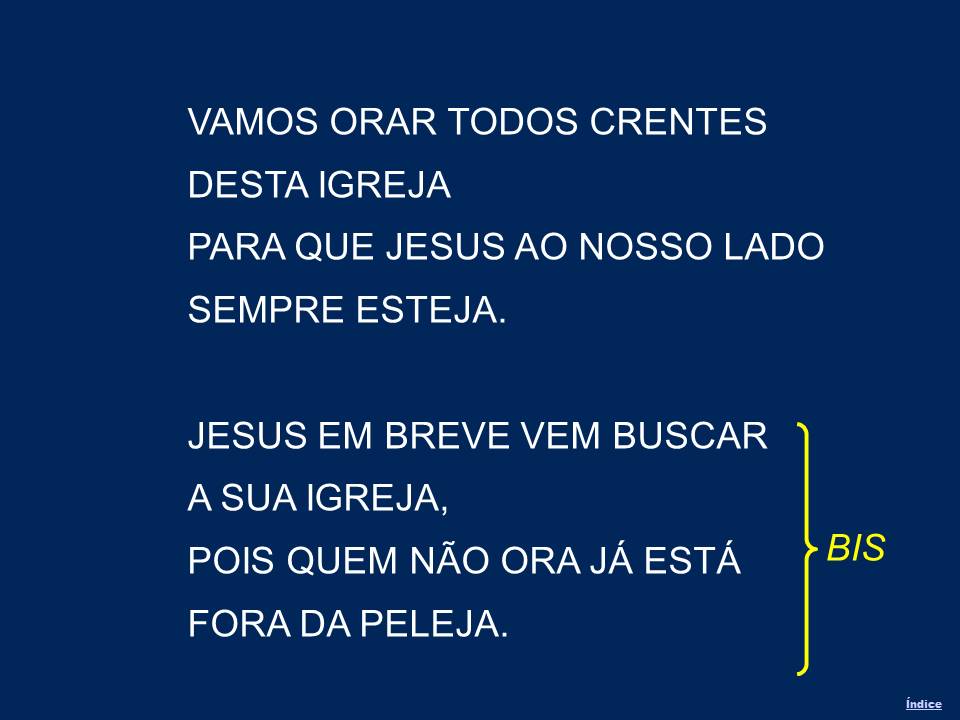 VAMOS ORAR TODOS CRENTES
DESTA IGREJA
PARA QUE JESUS AO NOSSO LADO
SEMPRE ESTEJA.
JESUS EM BREVE VEM BUSCAR
A SUA IGREJA,
POIS QUEM NÃO ORA JÁ ESTÁ
FORA DA PELEJA.
BIS
Índice